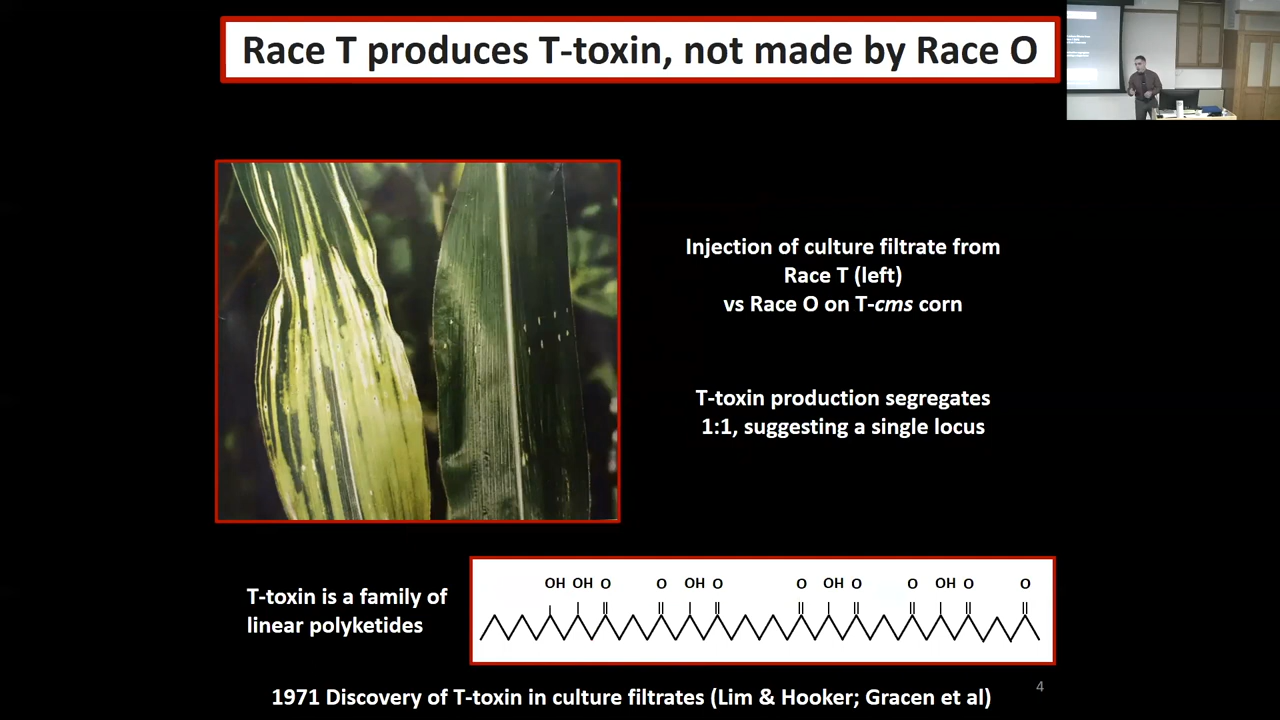 Race T produces T-toxin, not made by Race O
Injection of culture filtrate from
Race T (left)
vs Race O on T-cms corn
T-toxin production segregates
1:1, suggesting a single locus
T-toxin is a family of
linear polyketides
OH OH O O OH O O OH O O OH O O
1971 Discovery of T-toxin in culture filtrates (Lim & Hooker; Gracen et al)
4